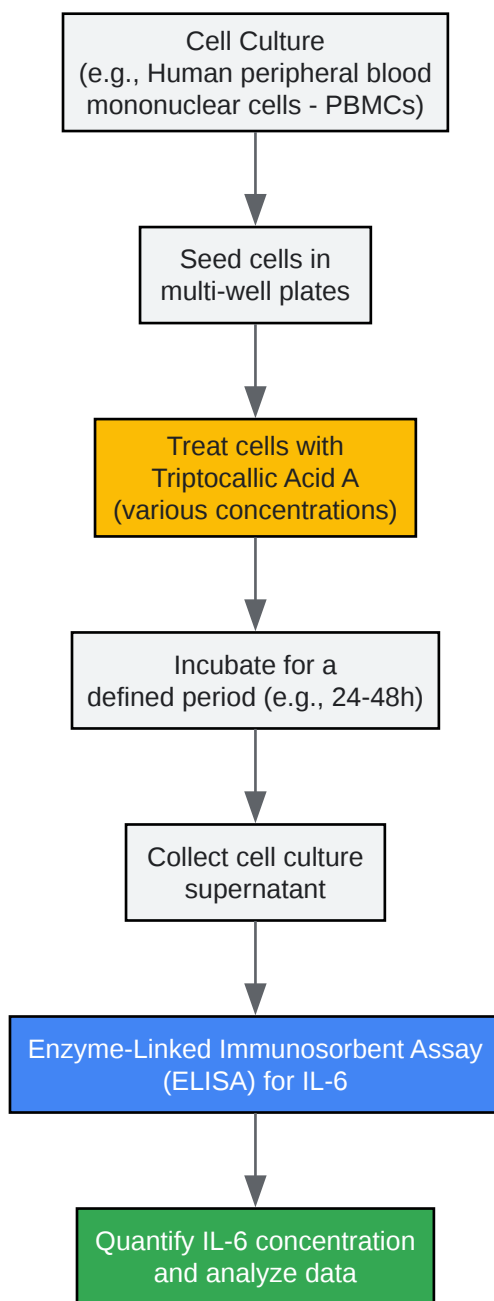 Cell Culture
(e.g., Human peripheral blood
mononuclear cells - PBMCs)
Seed cells in
multi-well plates
Treat cells with
Triptocallic Acid A
(various concentrations)
Incubate for a
defined period (e.g., 24-48h)
Collect cell culture
supernatant
Enzyme-Linked Immunosorbent Assay
(ELISA) for IL-6
Quantify IL-6 concentration
and analyze data